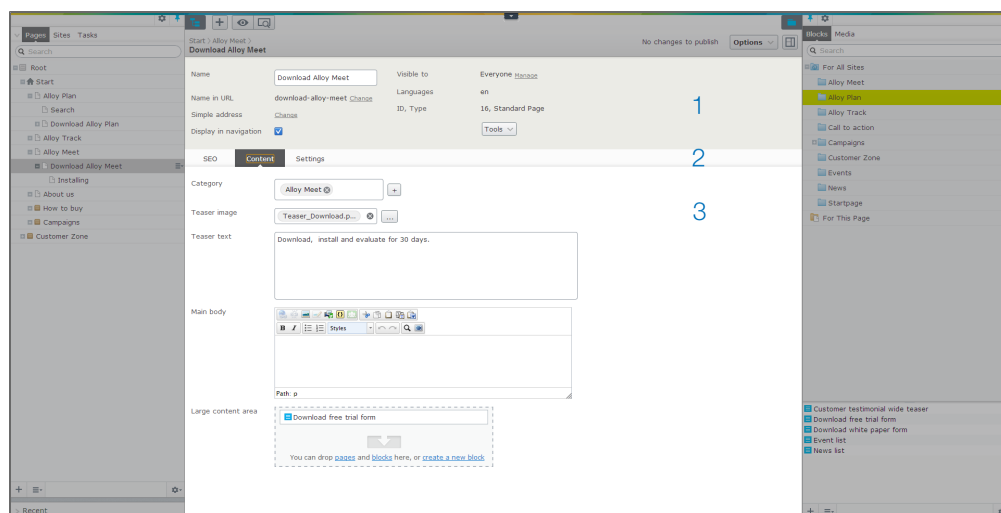 Pages Sites Tasks
Search
Root
Start
Alloy Plan
Search
Download Alloy Plan
Alloy Track
Alloy Meet
Download Alloy Meet
Installing
About us
How to buy
Campaigns
Customer Zone
Recent
Start > Alloy Meet >
Download Alloy Meet
No changes to publish
Options
Name Download Alloy Meet
Name in URL download-alloy-meet Change
Simple address Change
Display in navigation
Visible to Everyone Manage
Languages en
ID, Type 16, Standard Page
Tools
1
SEO Content Settings
2
Category Alloy Meet
Teaser image Teaser_Download.p... ...
3
Teaser text Download, install and evaluate for 30 days.
Main body
B I Styles
Path: p
Large content area Download free trial form
You can drop pages and blocks here, or create a new block
Blocks Media
Search
For All Sites
Alloy Meet
Alloy Plan
Alloy Track
Call to action
Campaigns
Customer Zone
Events
News
Startpage
For This Page
Customer testimonial wide teaser
Download free trial form
Download white paper form
Event list
News list